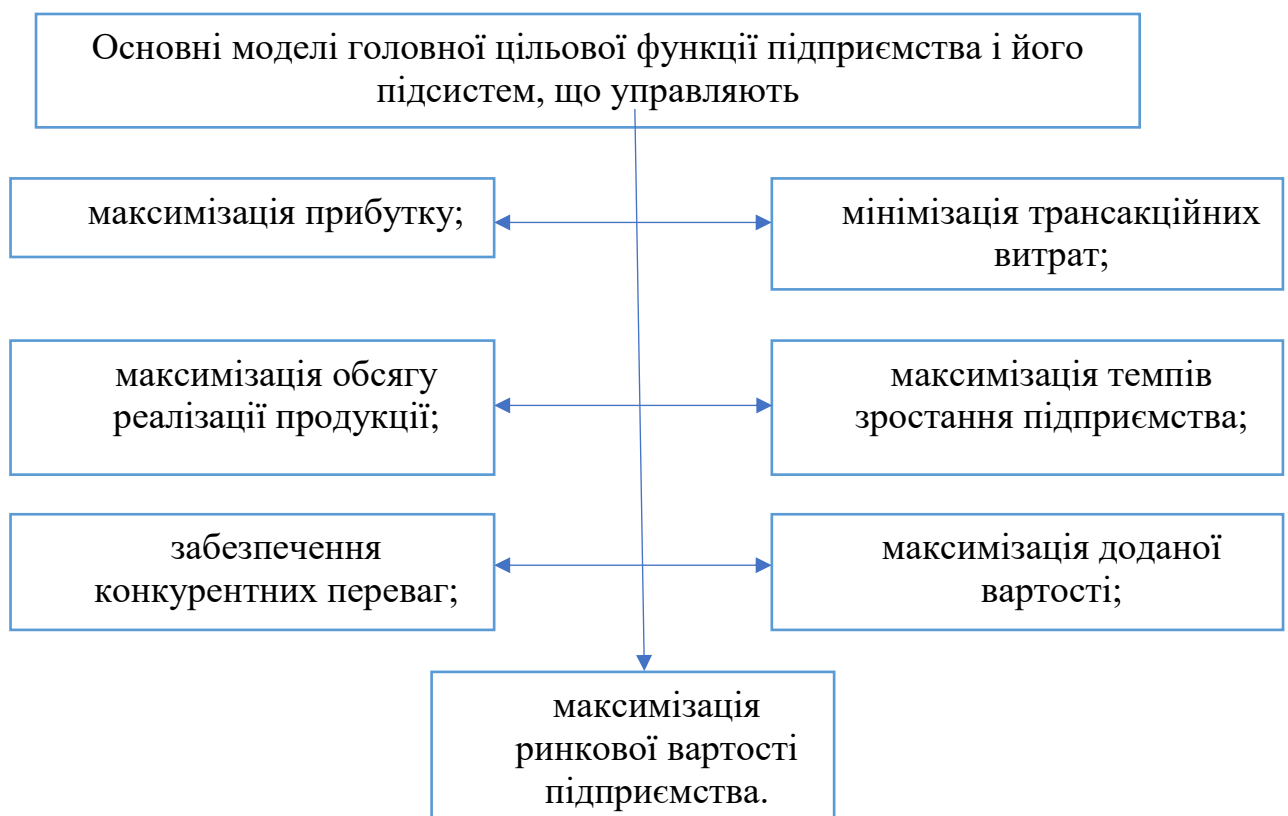 Основні моделі головної цільової функції підприємства і його
підсистем, що управляють
максимізація прибутку;
мінімізація трансакційних
витрат;
максимізація обсягу
реалізації продукції;
максимізація темпів
зростання підприємства;
забезпечення
конкурентних переваг;
максимізація доданої
вартості;
максимізація
ринкової вартості
підприємства.